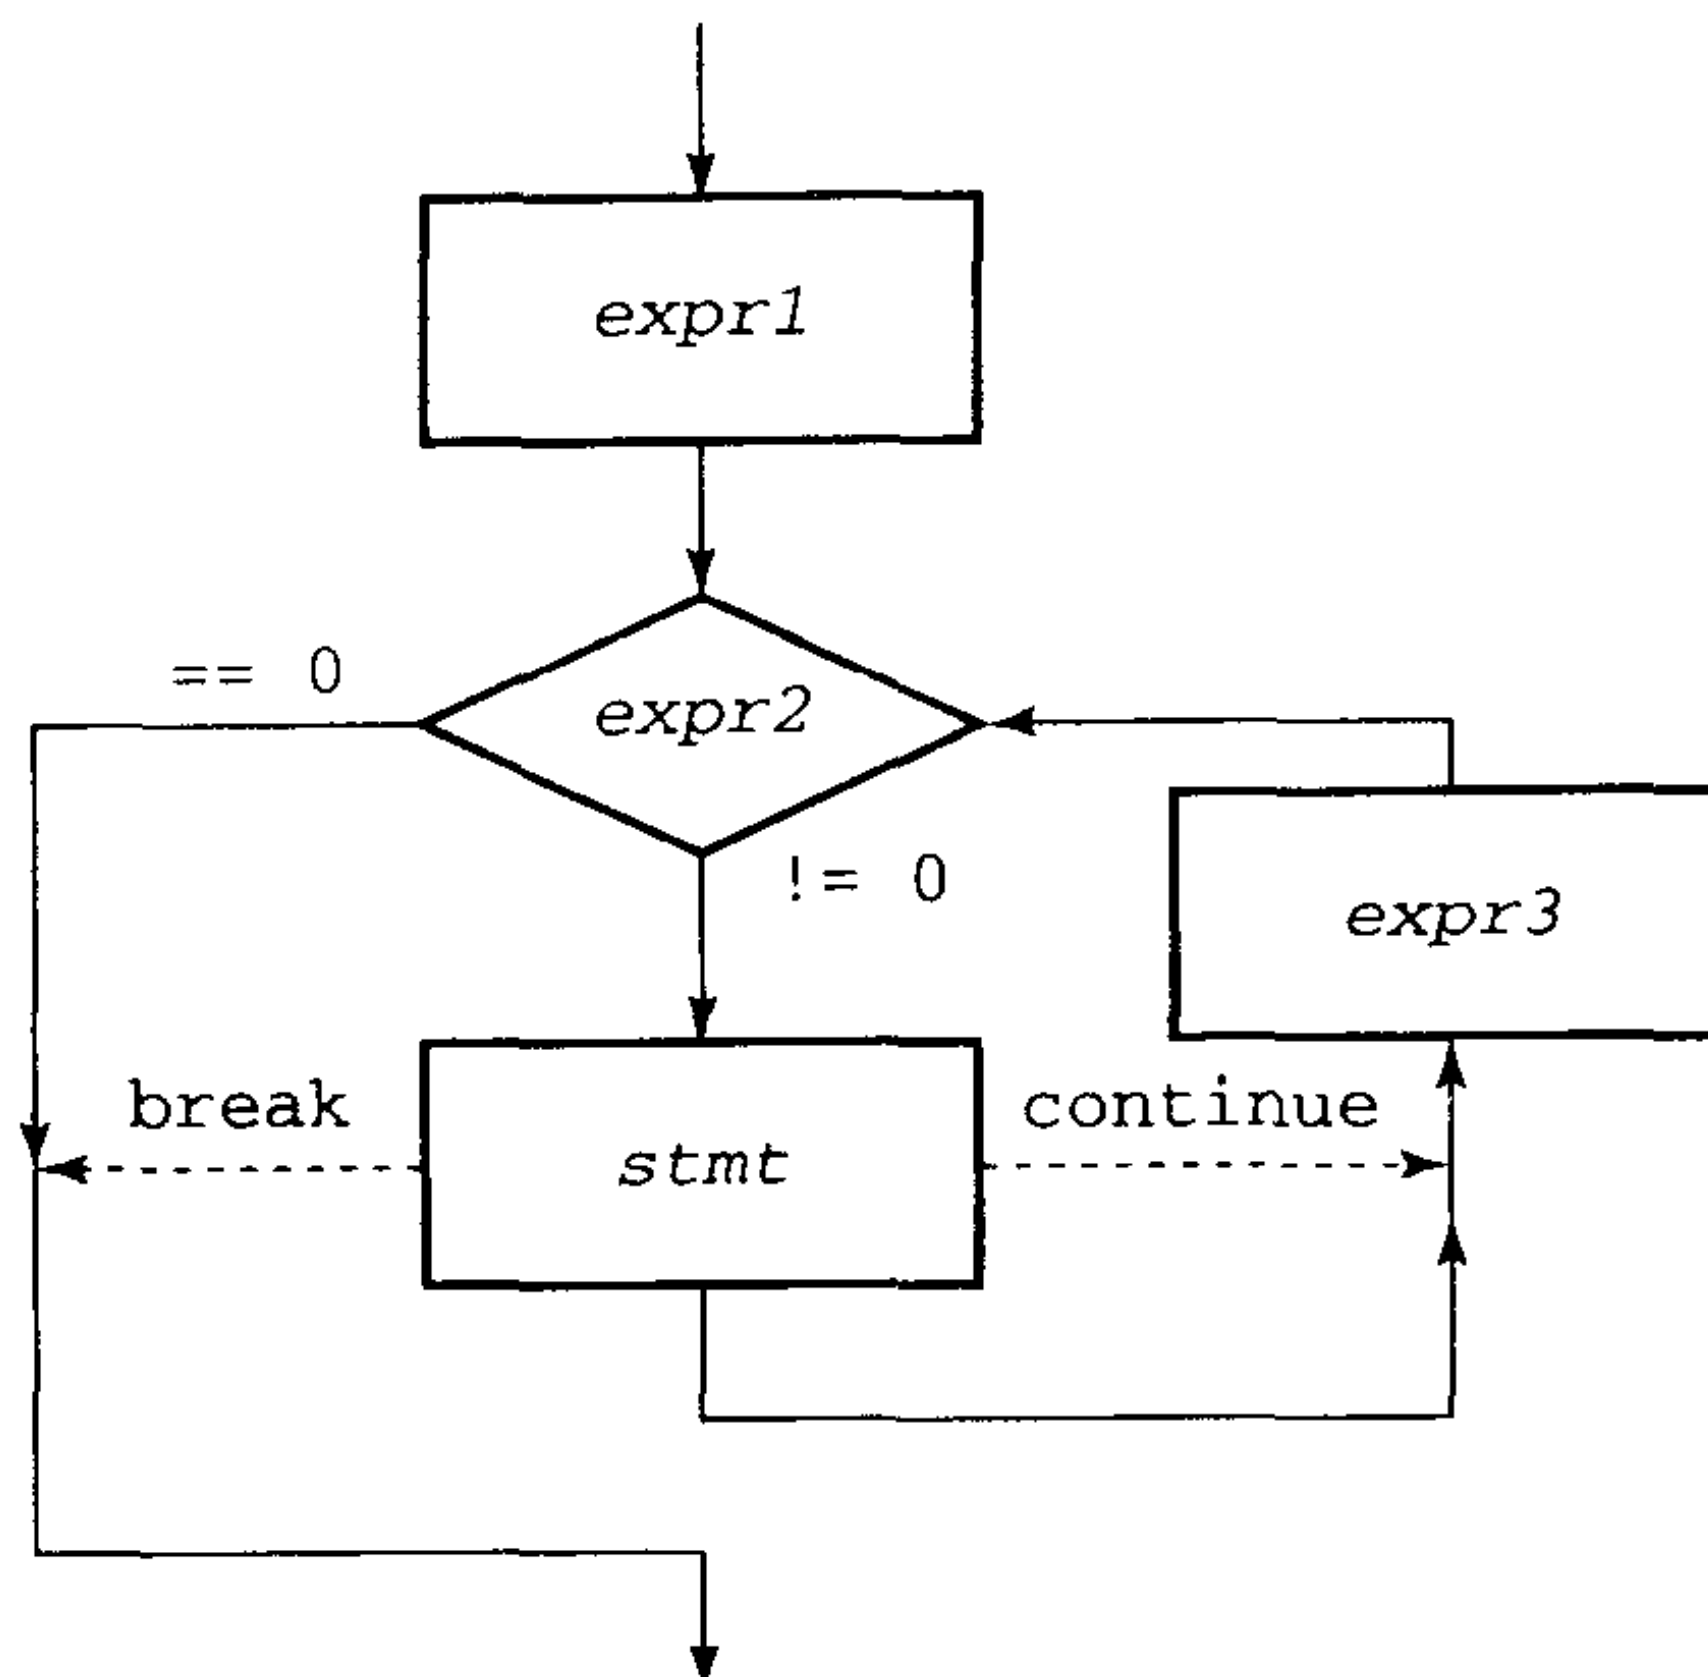 expr1
== 0
expr2
!= 0
expr3
break
continue
stmt